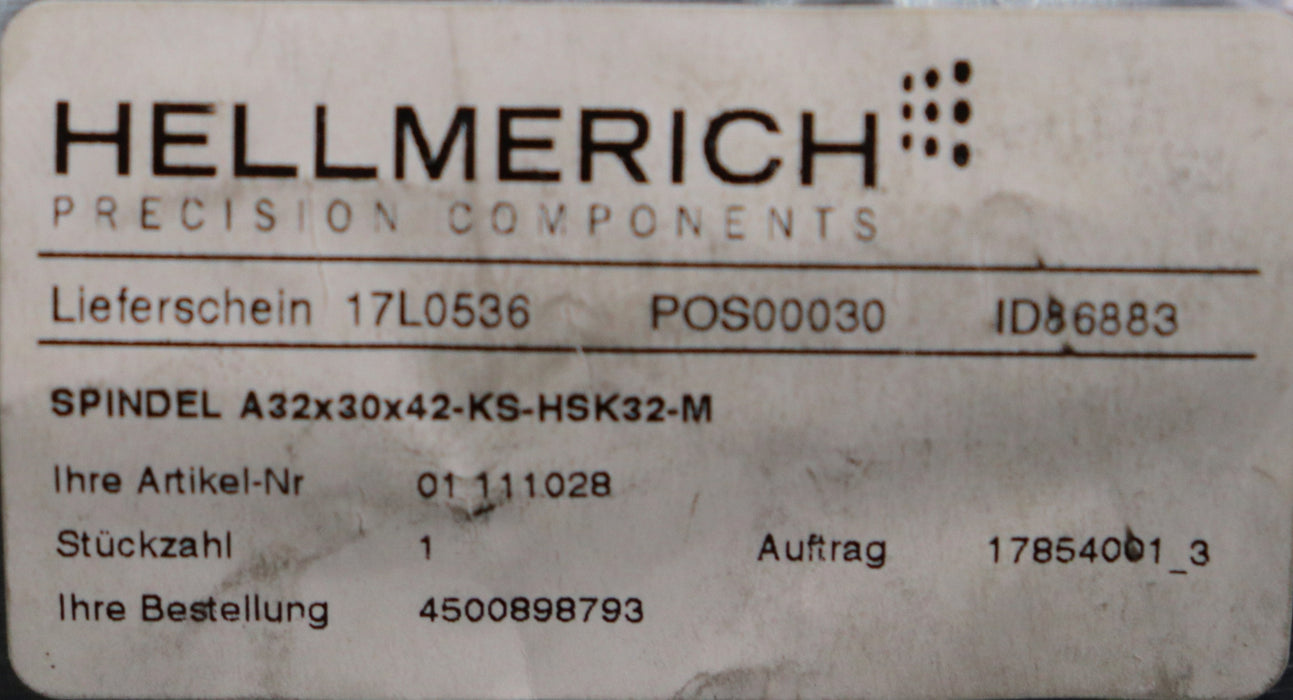 HELLMERICH
PRECISION COMPONENTS
Lieferschein 17L0536 POS00030 ID86883
SPINDEL A32x30x42-KS-HSK32-M
Ihre Artikel-Nr 01 111028
Stückzahl 1 Auftrag 17854001_3
Ihre Bestellung 4500898793